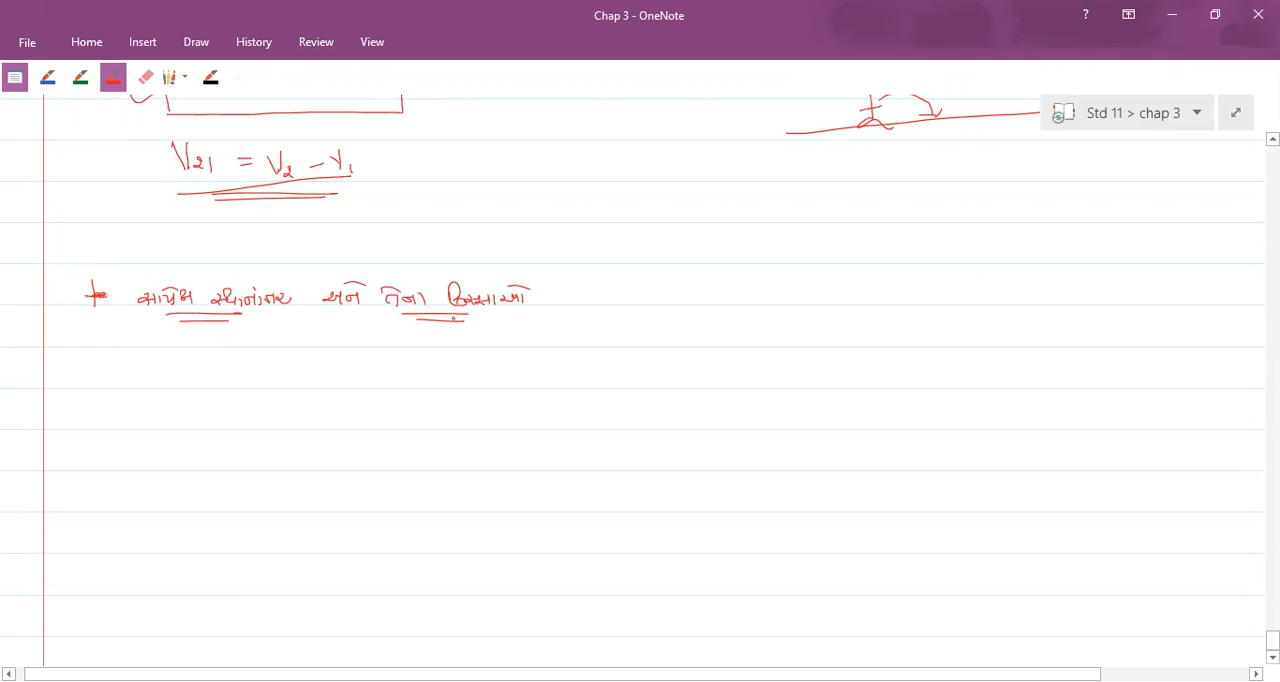 Chap 3 - OneNote
?
File Home Insert Draw History Review View
Std 11 > chap 3
V21 = V2 - V1
* સાપેક્ષ સ્થાનાંતર અને તેના કિસ્સાઓ